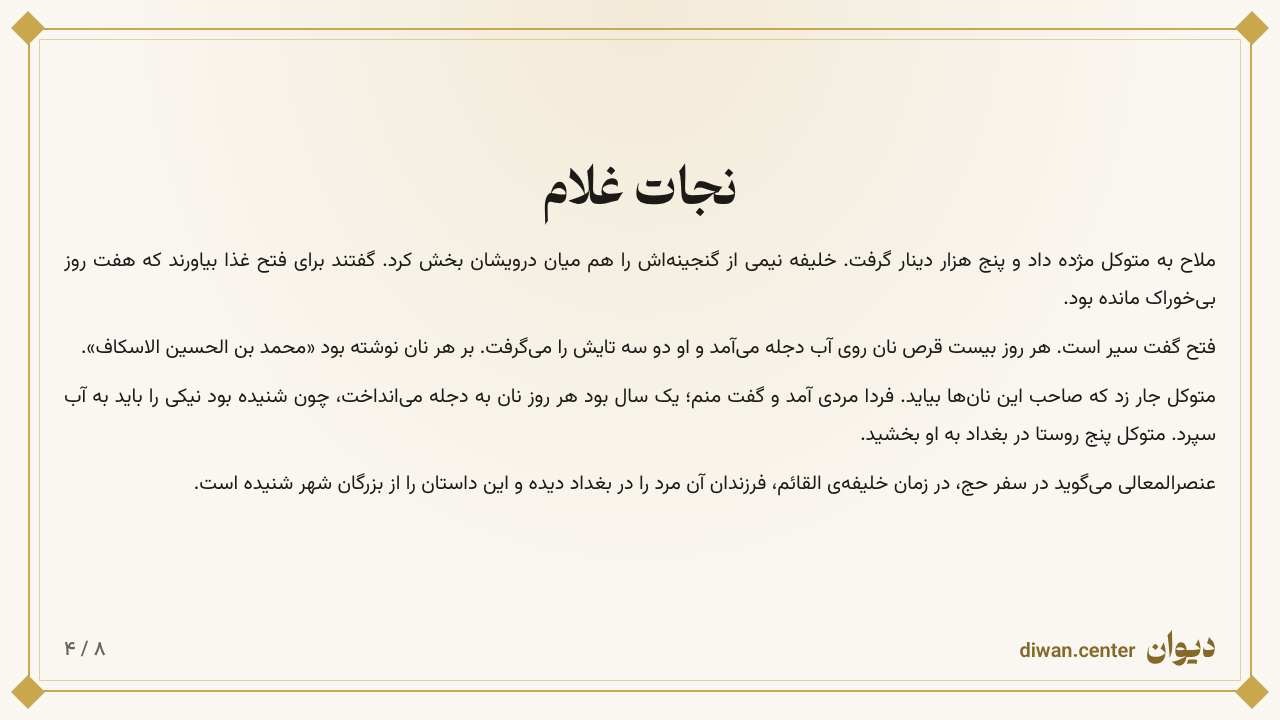 نجات غلام
ملاح به متوکل مژده داد و پنج هزار دینار گرفت. خلیفه نیمی از گنجینه‌اش را هم میان درویشان بخش کرد. گفتند برای فتح غذا بیاورند که هفت روز
بی‌خوراک مانده بود.
فتح گفت سیر است. هر روز بیست قرص نان روی آب دجله می‌آمد و او دو سه تایش را می‌گرفت. بر هر نان نوشته بود «محمد بن الحسین الاسکاف».
متوکل جار زد که صاحب این نان‌ها بیاید. فردا مردی آمد و گفت منم؛ یک سال بود هر روز نان به دجله می‌انداخت، چون شنیده بود نیکی را باید به آب
سپرد. متوکل پنج روستا در بغداد به او بخشید.
عنصرالمعالی می‌گوید در سفر حج، در زمان خلیفه‌ی القائم، فرزندان آن مرد را در بغداد دیده و این داستان را از بزرگان شهر شنیده است.
دیوان diwan.center
۴ / ۸